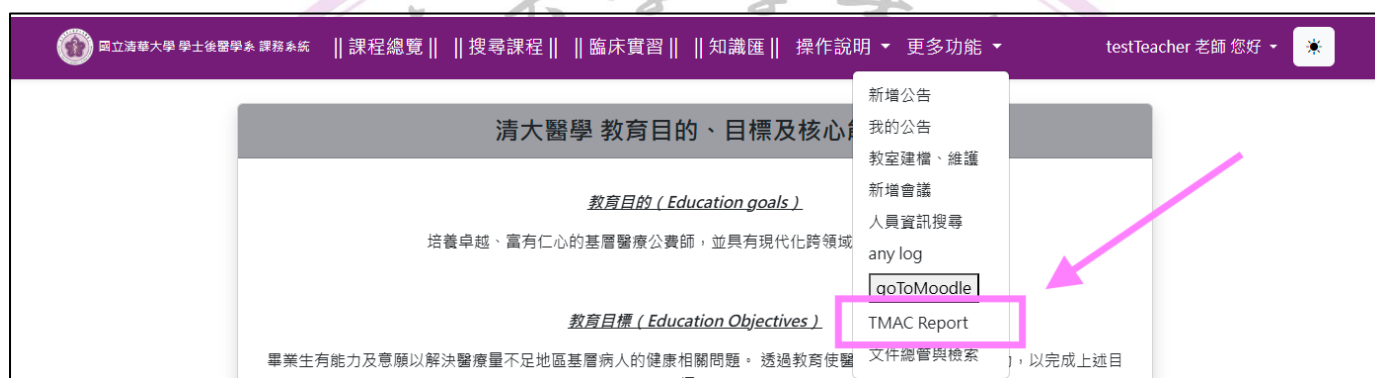 國立清華大學 學士後醫學系 課務系統 ||課程總覽|| ||搜尋課程|| ||臨床實習|| ||知識匯|| 操作說明 更多功能 testTeacher 老師 您好
新增公告
我的公告
教室建檔、維護
新增會議
人員資訊搜尋
any log
goToMoodle
TMAC Report
文件總管與檢索
清大醫學 教育目的、目標及核心
教育目的 ( Education goals )
培養卓越、富有仁心的基層醫療公費師,並具有現代化跨領域
教育目標 ( Education Objectives )
畢業生有能力及意願以解決醫療量不足地區基層病人的健康相關問題。 透過教育使醫 ,以完成上述目